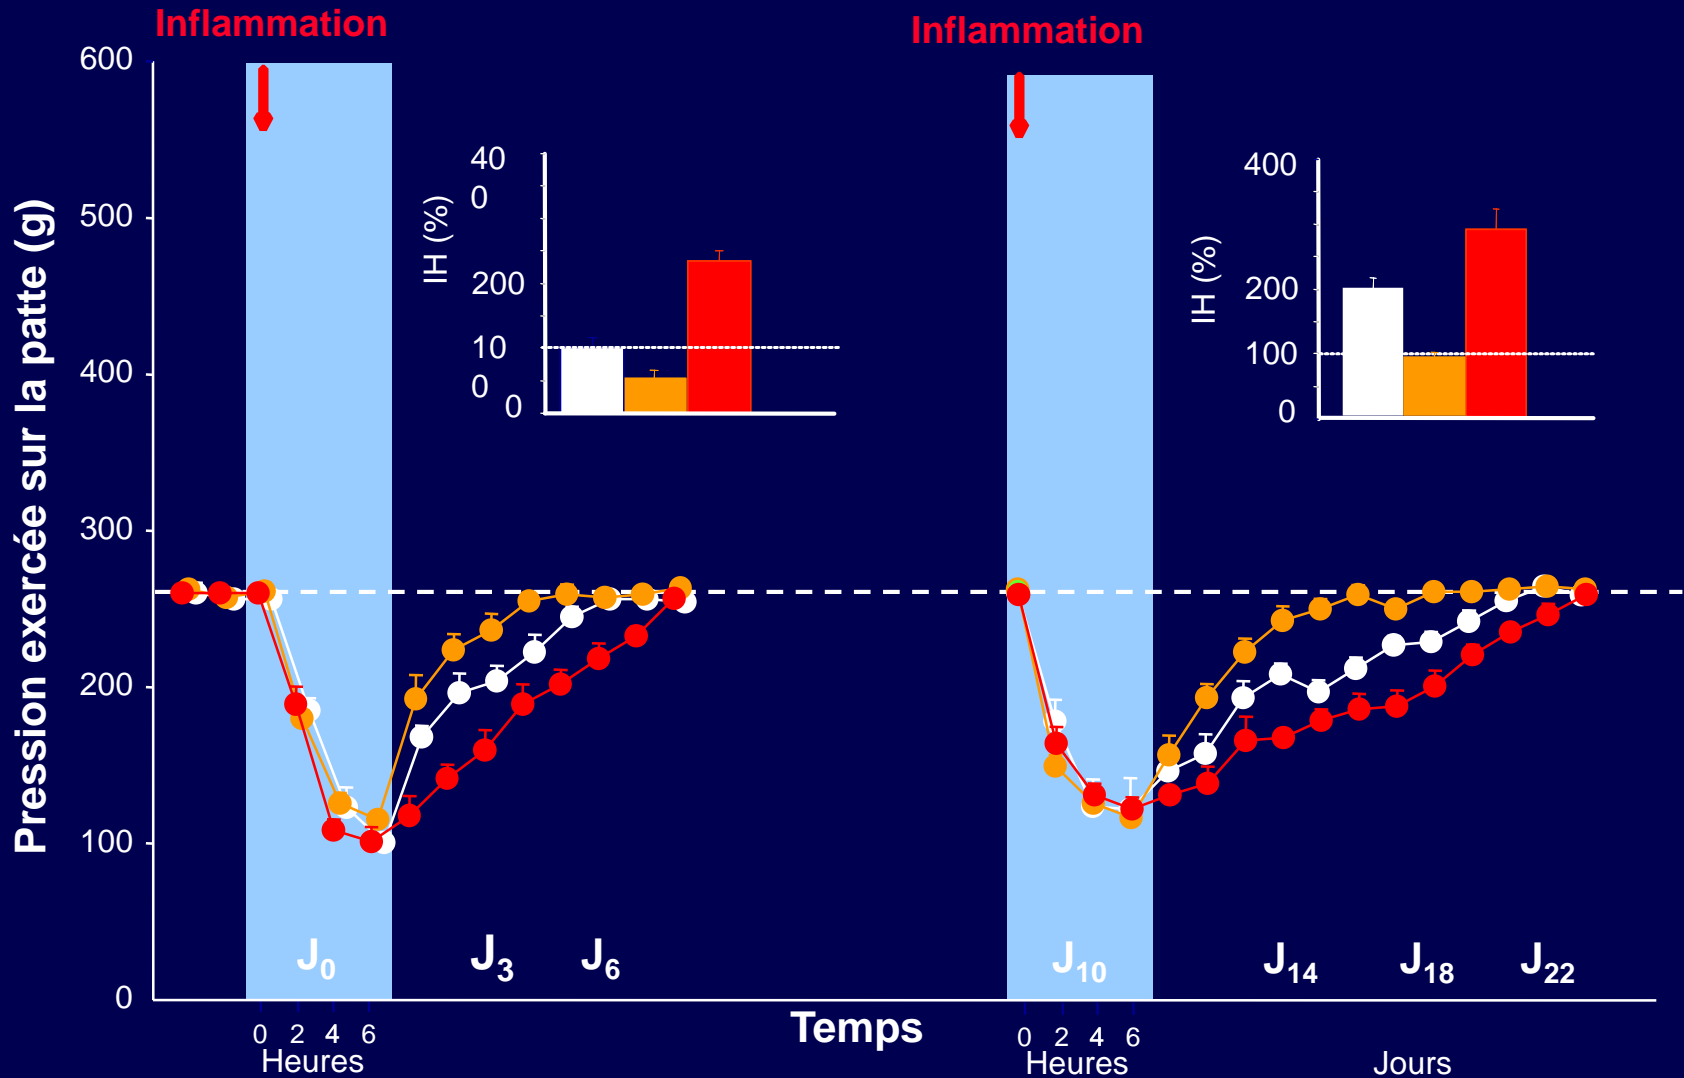 Inflammation
Inflammation
Pression exercée sur la patte (g)
600
500
400
300
200
100
0
IH (%)
40
0
200
10
0
0
IH (%)
400
200
100
0
J0
J3
J6
J10
J14
J18
J22
0 2 4 6
Heures
Temps
0 2 4 6
Heures
Jours